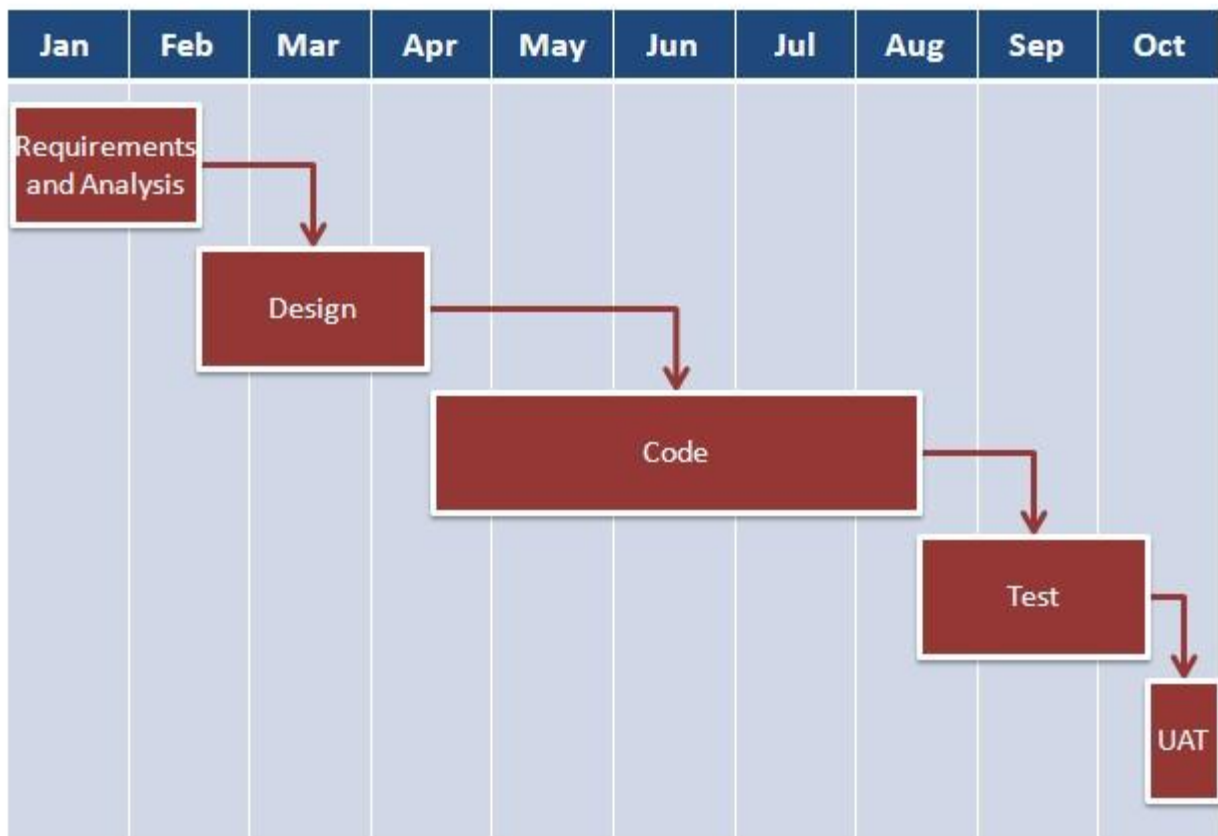 Jan Feb Mar Apr May Jun Jul Aug Sep Oct
Requirements
and Analysis
Design
Code
Test
UAT